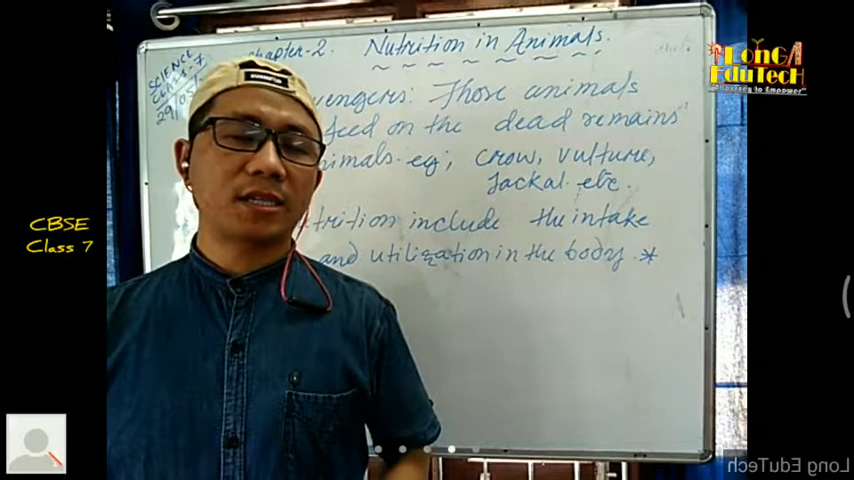 SCIENCE
CLASS-7
29/05/
chapter-2. Nutrition in Animals.
vengers: Those animals
feed on the dead remains
nimals. eg; crow, vulture,
Jackal. etc.
trition include the intake
and utilization in the body. *
LonG
EduTecH
A Journey to Empower
CBSE
Class 7
Long EduTech